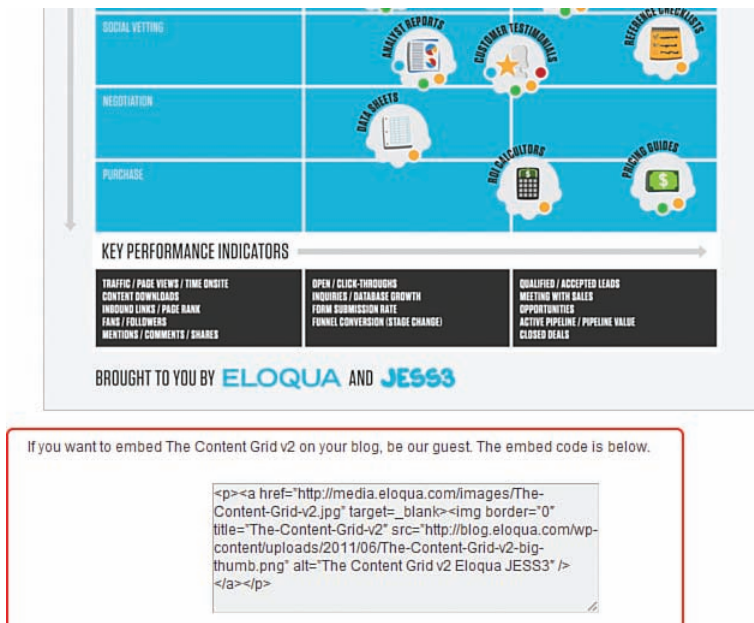 SOCIAL VETTING
ANALYST REPORTS
CUSTOMER TESTIMONIALS
REFERENCE CHECKLISTS
NEGOTIATION
DATA SHEETS
PURCHASE
ROI CALCULTORS
PRICING GUIDES
KEY PERFORMANCE INDICATORS
TRAFFIC / PAGE VIEWS / TIME ONSITE
CONTENT DOWNLOADS
INBOUND LINKS / PAGE RANK
FANS / FOLLOWERS
MENTIONS / COMMENTS / SHARES
OPEN / CLICK-THROUGHS
INQUIRIES / DATABASE GROWTH
FORM SUBMISSION RATE
FUNNEL CONVERSION (STAGE CHANGE)
QUALIFIED / ACCEPTED LEADS
MEETING WITH SALES
OPPORTUNITIES
ACTIVE PIPELINE / PIPELINE VALUE
CLOSED DEALS
BROUGHT TO YOU BY ELOQUA AND JESS3
If you want to embed The Content Grid v2 on your blog, be our guest. The embed code is below.
<p><a href="http://media.eloqua.com/images/The-
Content-Grid-v2.jpg" target=_blank><img border="0"
title="The-Content-Grid-v2" src="http://blog.eloqua.com/wp-
content/uploads/2011/06/The-Content-Grid-v2-big-
thumb.png" alt="The Content Grid v2 Eloqua JESS3" />
</a></p>